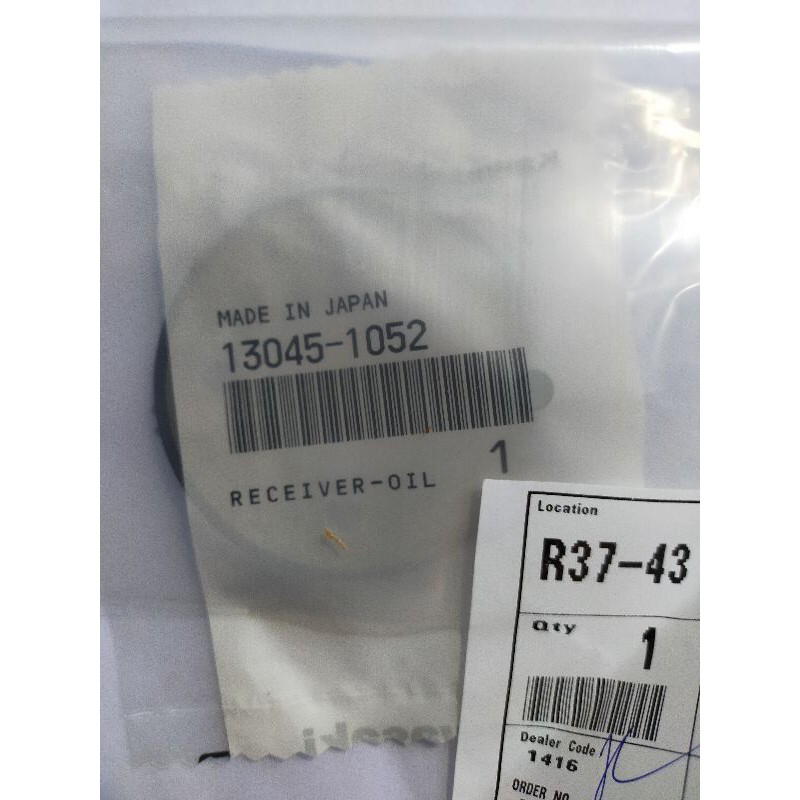 MADE IN JAPAN
13045-1052
1
RECEIVER-OIL
Location
R37-43
Qty
1
Dealer Code
1416
ORDER NO